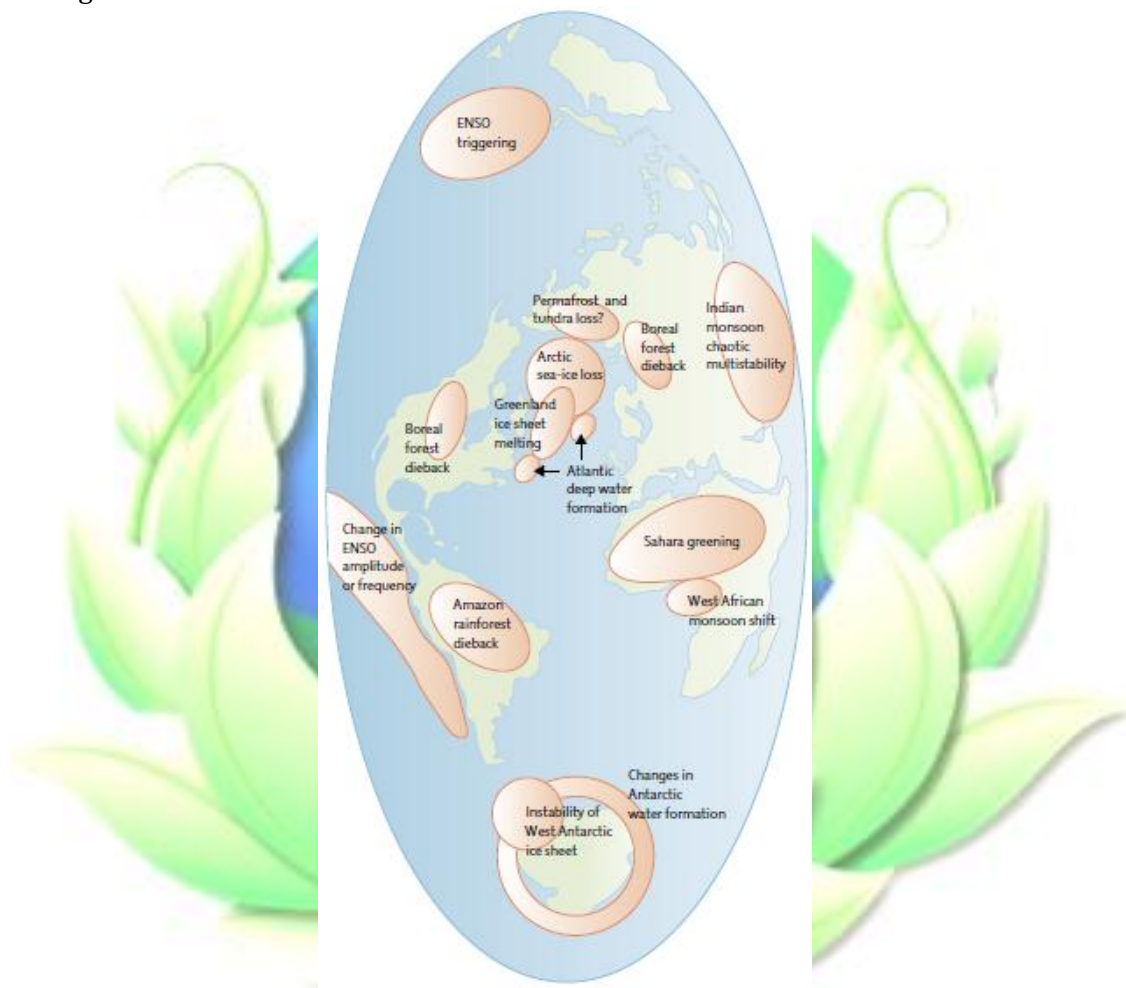 ENSO
triggering
Permafrost and
tundra loss?
Boreal
forest
dieback
Indian
monsoon
chaotic
multistability
Arctic
sea-ice loss
Greenland
ice sheet
melting
Boreal
forest
dieback
Atlantic
deep water
formation
Change in
ENSO
amplitude
or frequency
Sahara greening
Amazon
rainforest
dieback
West African
monsoon shift
Changes in
Antarctic
water formation
Instability of
West Antarctic
ice sheet